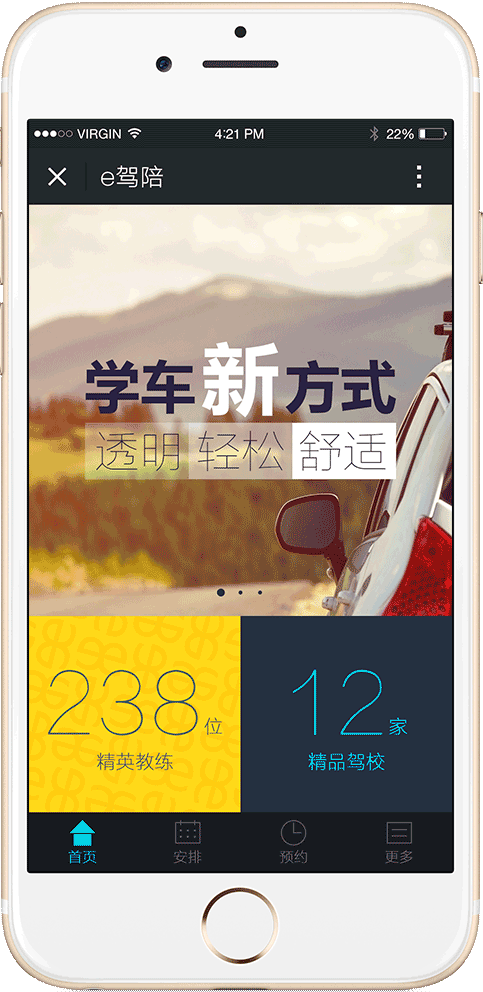 VIRGIN 4:21 PM 22%
e驾陪
学车新方式
透明 轻松 舒适
238位 12家
精英教练 精品驾校
首页 安排 预约 更多